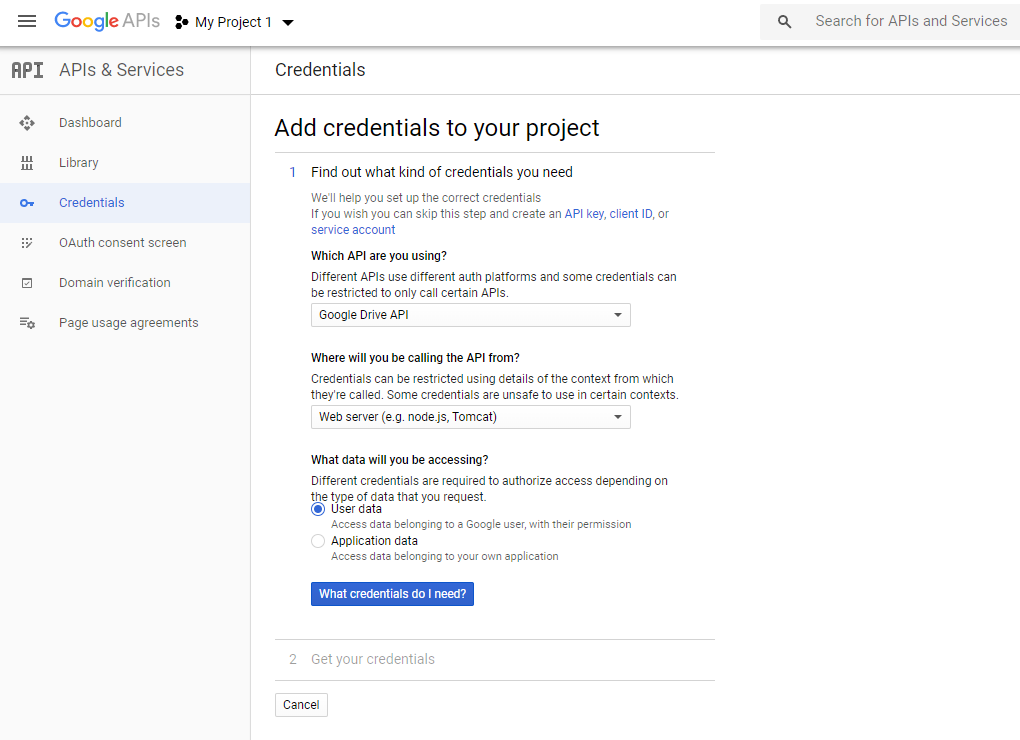 Google APIs My Project 1 Search for APIs and Services
API APIs & Services
Credentials
Dashboard
Library
Credentials
OAuth consent screen
Domain verification
Page usage agreements
Add credentials to your project
1 Find out what kind of credentials you need
We'll help you set up the correct credentials
If you wish you can skip this step and create an API key, client ID, or
service account
Which API are you using?
Different APIs use different auth platforms and some credentials can
be restricted to only call certain APIs.
Google Drive API
Where will you be calling the API from?
Credentials can be restricted using details of the context from which
they're called. Some credentials are unsafe to use in certain contexts.
Web server (e.g. node.js, Tomcat)
What data will you be accessing?
Different credentials are required to authorize access depending on
the type of data that you request.
User data
Access data belonging to a Google user, with their permission
Application data
Access data belonging to your own application
What credentials do I need?
2 Get your credentials
Cancel